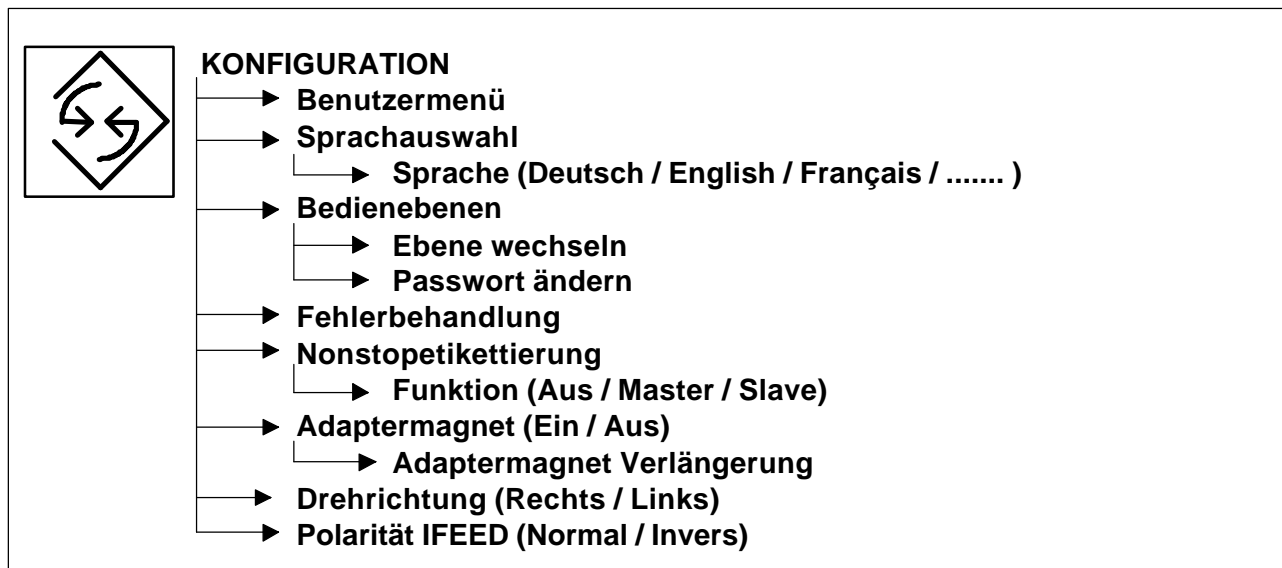 KONFIGURATION
Benutzermenü
Sprachauswahl
Sprache (Deutsch / English / Français / ....... )
Bedienebenen
Ebene wechseln
Passwort ändern
Fehlerbehandlung
Nonstopetikettierung
Funktion (Aus / Master / Slave)
Adaptermagnet (Ein / Aus)
Adaptermagnet Verlängerung
Drehrichtung (Rechts / Links)
Polarität IFEED (Normal / Invers)